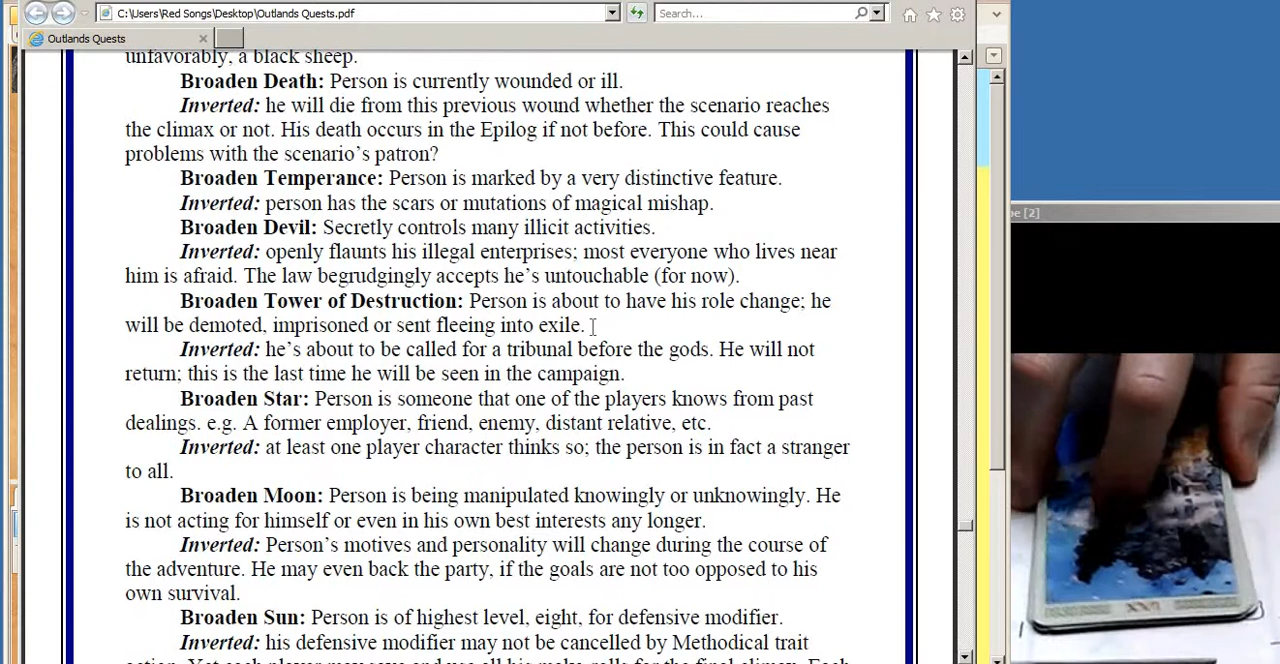 C:\Users\Red Songs\Desktop\Outlands Quests.pdf
Search...
Outlands Quests
unfavorably, a black sheep.
Broaden Death: Person is currently wounded or ill.
Inverted: he will die from this previous wound whether the scenario reaches
the climax or not. His death occurs in the Epilog if not before. This could cause
problems with the scenario’s patron?
Broaden Temperance: Person is marked by a very distinctive feature.
Inverted: person has the scars or mutations of magical mishap.
Broaden Devil: Secretly controls many illicit activities.
Inverted: openly flaunts his illegal enterprises; most everyone who lives near
him is afraid. The law begrudgingly accepts he’s untouchable (for now).
Broaden Tower of Destruction: Person is about to have his role change; he
will be demoted, imprisoned or sent fleeing into exile.
Inverted: he’s about to be called for a tribunal before the gods. He will not
return; this is the last time he will be seen in the campaign.
Broaden Star: Person is someone that one of the players knows from past
dealings. e.g. A former employer, friend, enemy, distant relative, etc.
Inverted: at least one player character thinks so; the person is in fact a stranger
to all.
Broaden Moon: Person is being manipulated knowingly or unknowingly. He
is not acting for himself or even in his own best interests any longer.
Inverted: Person’s motives and personality will change during the course of
the adventure. He may even back the party, if the goals are not too opposed to his
own survival.
Broaden Sun: Person is of highest level, eight, for defensive modifier.
Inverted: his defensive modifier may not be cancelled by Methodical trait
[2]